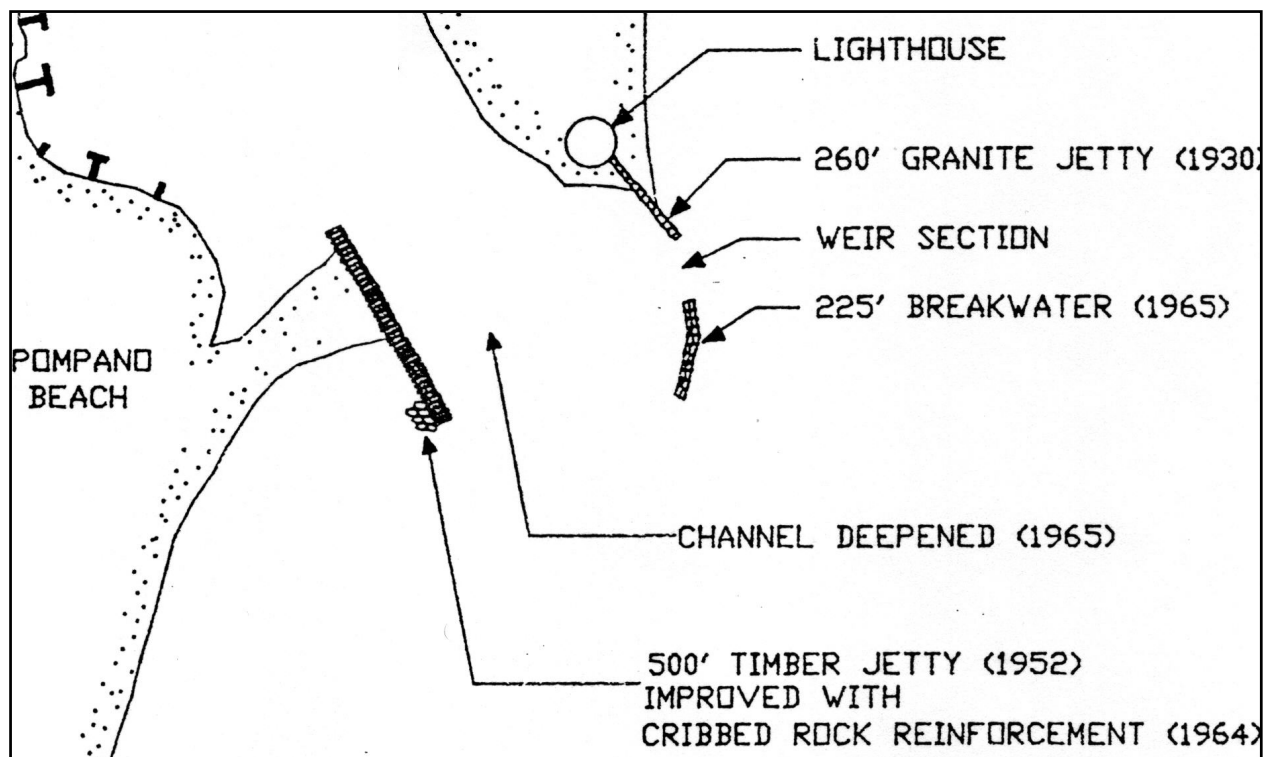 LIGHTHOUSE
260' GRANITE JETTY (1930)
WEIR SECTION
225' BREAKWATER (1965)
POMPANO
BEACH
CHANNEL DEEPENED (1965)
500' TIMBER JETTY (1952)
IMPROVED WITH
CRIBBED ROCK REINFORCEMENT (1964)